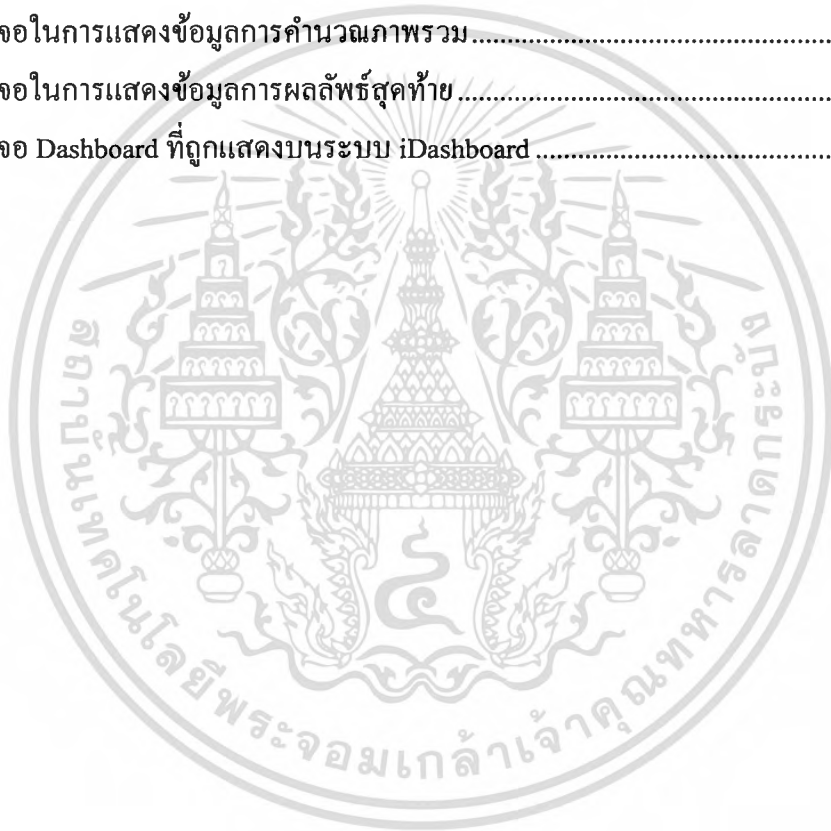 จอในการแสดงข้อมูลการคำนวณภาพรวม................................................................
จอในการแสดงข้อมูลการผลลัพธ์สุดท้าย................................................................
จอ Dashboard ที่ถูกแสดงบนระบบ iDashboard................................................................
สถาบันเทคโนโลยีพระจอมเกล้าเจ้าคุณทหารลาดกระบัง